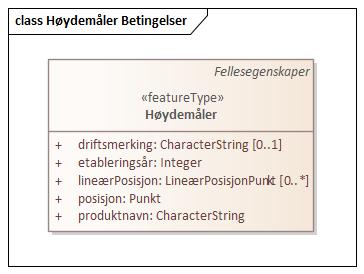 class Høydemåler Betingelser
Fellesegenskaper
«featureType»
Høydemåler
+ driftsmerking: CharacterString [0..1]
+ etableringsår: Integer
+ lineærPosisjon: LineærPosisjonPunkt [0..*]
+ posisjon: Punkt
+ produktnavn: CharacterString